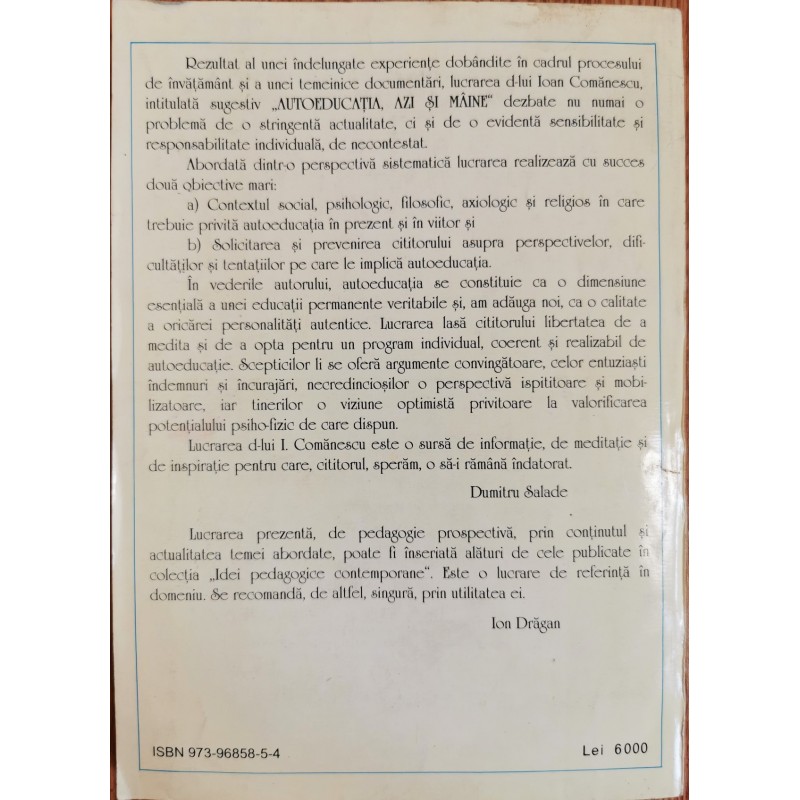 Rezultat al unei îndelungate experiențe dobândite în cadrul procesului
de învățământ și a unei temeinice documentări, lucrarea d-lui Ioan Comănescu,
intitulată sugestiv „AUTOEDUCAȚIA, AZI ȘI MÂINE" dezbate nu numai o
problemă de o stringentă actualitate, ci și de o evidentă sensibilitate și
responsabilitate individuală, de necontestat.
Abordată dintr-o perspectivă sistematică lucrarea realizează cu succes
două obiective mari:
a) Contextul social, psihologic, filosofic, axiologic și religios în care
trebuie privită autoeducația în prezent și în viitor și
b) Solicitarea și prevenirea cititorului asupra perspectivelor, difi-
cultăților și tentațiilor pe care le implică autoeducația.
În vederile autorului, autoeducația se constituie ca o dimensiune
esențială a unei educații permanente veritabile și, am adăuga noi, ca o calitate
a oricărei personalități autentice. Lucrarea lasă cititorului libertatea de a
medita și de a opta pentru un program individual, coerent și realizabil de
autoeducație. Scepticilor li se oferă argumente convingătoare, celor entuziaști
îndemnuri și încurajări, necredincioșilor o perspectivă ispititoare și mobi-
lizatoare, iar tinerilor o viziune optimistă privitoare la valorificarea
potențialului psiho-fizic de care dispun.
Lucrarea d-lui I. Comănescu este o sursă de informație, de meditație și
de inspirație pentru care, cititorul, sperăm, o să-i rămână îndatorat.
Dumitru Salade
Lucrarea prezentă, de pedagogie prospectivă, prin conținutul și
actualitatea temei abordate, poate fi înseriată alături de cele publicate în
colecția „Idei pedagogice contemporane". Este o lucrare de referință în
domeniu. Se recomandă, de altfel, singură, prin utilitatea ei.
Ion Drăgan
ISBN 973-96858-5-4
Lei 6000